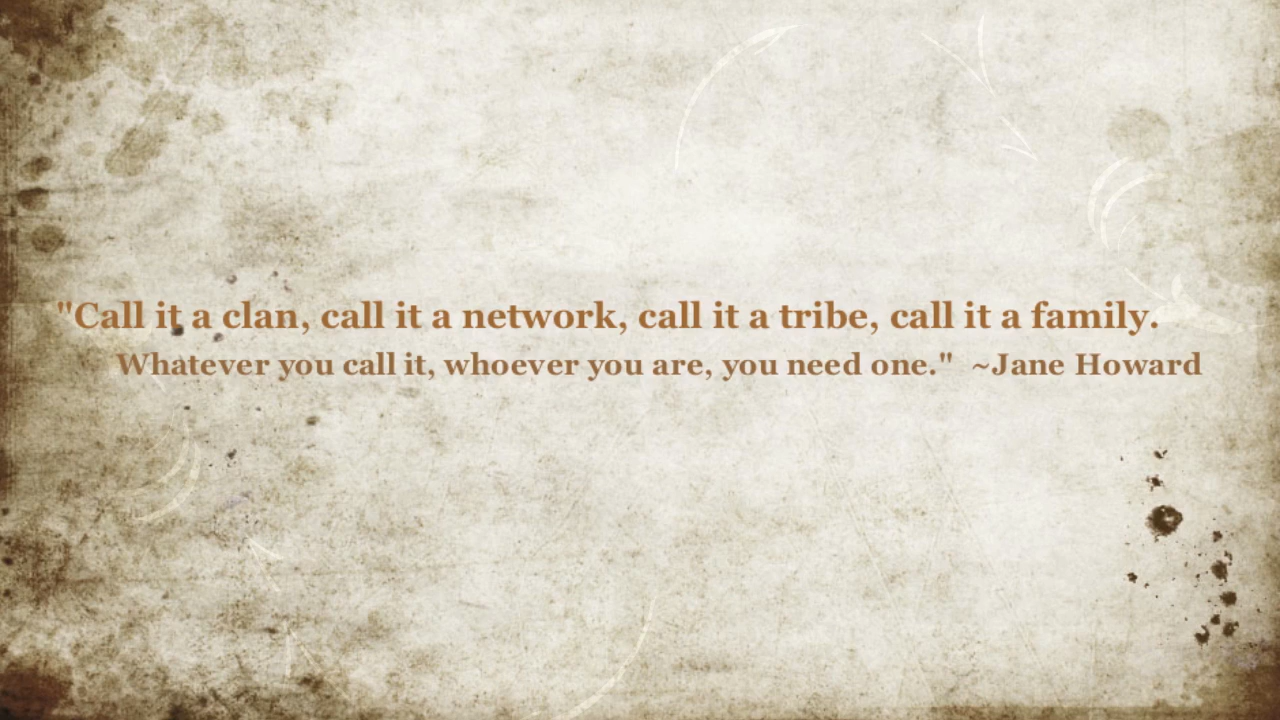 "Call it a clan, call it a network, call it a tribe, call it a family.
Whatever you call it, whoever you are, you need one."  ~Jane Howard